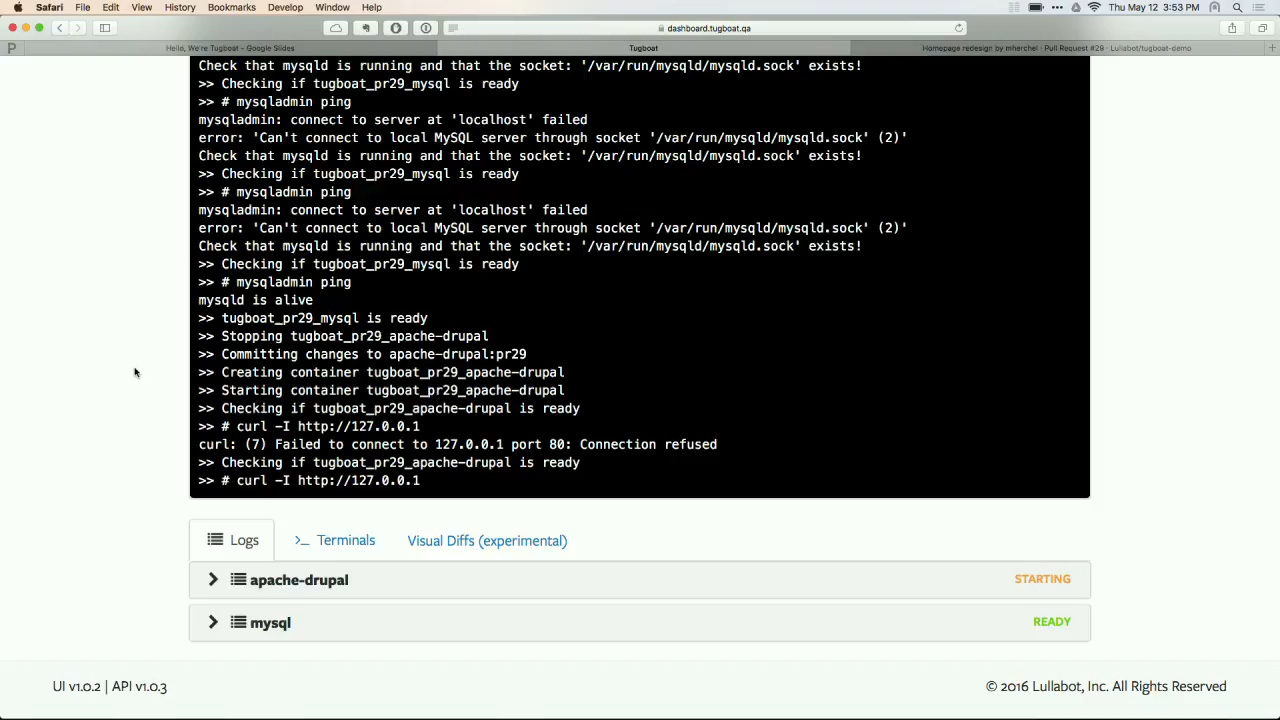 Safari File Edit View History Bookmarks Develop Window Help Thu May 12 3:53 PM
dashboard.tugboat.qa
Hello, We're Tugboat - Google Slides Tugboat Homepage redesign by mherchel · Pull Request #29 · Lullabot/tugboat-demo
Check that mysqld is running and that the socket: '/var/run/mysqld/mysqld.sock' exists!
>> Checking if tugboat_pr29_mysql is ready
>> # mysqladmin ping
mysqladmin: connect to server at 'localhost' failed
error: 'Can't connect to local MySQL server through socket '/var/run/mysqld/mysqld.sock' (2)'
Check that mysqld is running and that the socket: '/var/run/mysqld/mysqld.sock' exists!
>> Checking if tugboat_pr29_mysql is ready
>> # mysqladmin ping
mysqladmin: connect to server at 'localhost' failed
error: 'Can't connect to local MySQL server through socket '/var/run/mysqld/mysqld.sock' (2)'
Check that mysqld is running and that the socket: '/var/run/mysqld/mysqld.sock' exists!
>> Checking if tugboat_pr29_mysql is ready
>> # mysqladmin ping
mysqld is alive
>> tugboat_pr29_mysql is ready
>> Stopping tugboat_pr29_apache-drupal
>> Committing changes to apache-drupal:pr29
>> Creating container tugboat_pr29_apache-drupal
>> Starting container tugboat_pr29_apache-drupal
>> Checking if tugboat_pr29_apache-drupal is ready
>> # curl -I http://127.0.0.1
curl: (7) Failed to connect to 127.0.0.1 port 80: Connection refused
>> Checking if tugboat_pr29_apache-drupal is ready
>> # curl -I http://127.0.0.1
Logs >_ Terminals Visual Diffs (experimental)
apache-drupal STARTING
mysql READY
UI v1.0.2 | API v1.0.3 © 2016 Lullabot, Inc. All Rights Reserved